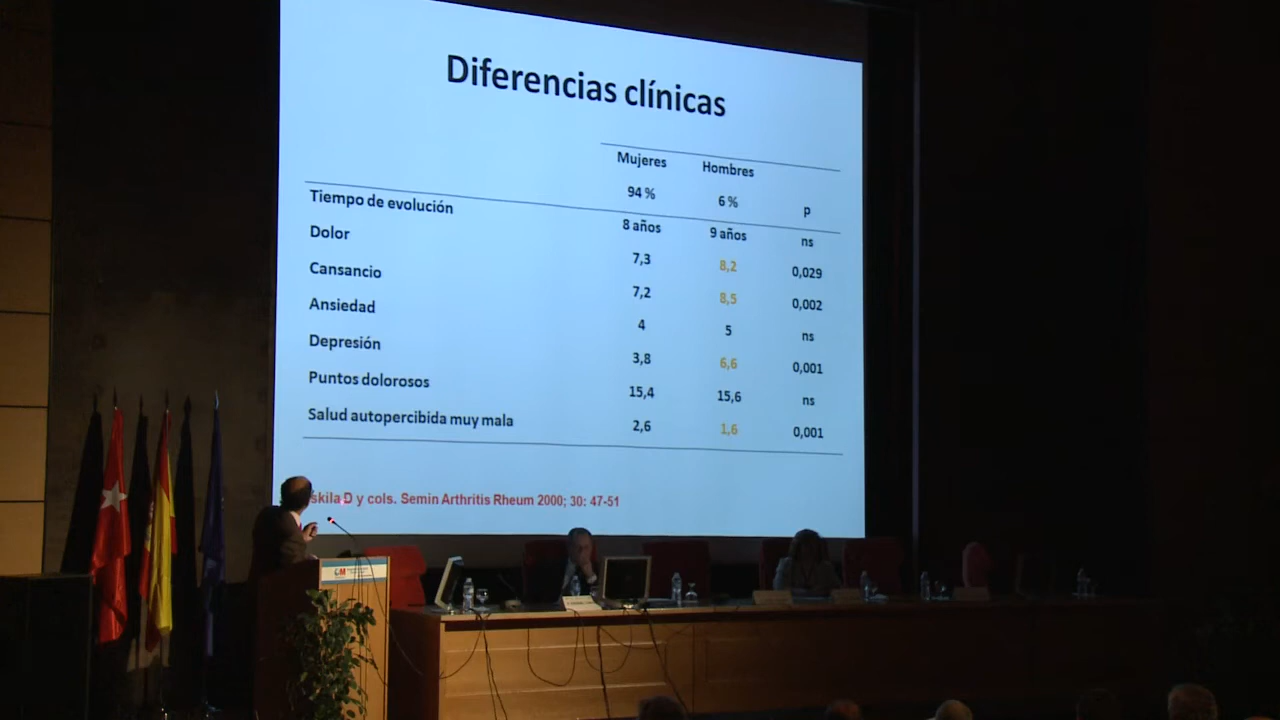 Diferencias clínicas
Mujeres Hombres
94 % 6 % p
Tiempo de evolución 8 años 9 años ns
Dolor 7,3 8,2 0,029
Cansancio 7,2 8,5 0,002
Ansiedad 4 5 ns
Depresión 3,8 6,6 0,001
Puntos dolorosos 15,4 15,6 ns
Salud autopercibida muy mala 2,6 1,6 0,001
D y cols. Semin Arthritis Rheum 2000; 30: 47-51